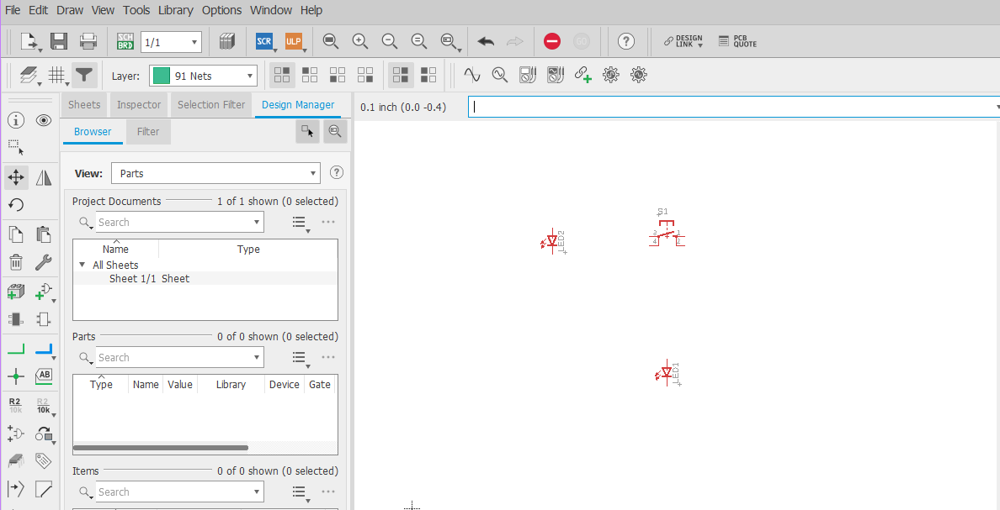 File Edit Draw View Tools Library Options Window Help
SCH BRD 1/1 SCR ULP DESIGN LINK PCB QUOTE
Layer: 91 Nets
Sheets Inspector Selection Filter Design Manager
0.1 inch (0.0 -0.4)
Browser Filter
View: Parts
Project Documents 1 of 1 shown (0 selected)
Search
Name Type
All Sheets
Sheet 1/1 Sheet
Parts 0 of 0 shown (0 selected)
Search
Type Name Value Library Device Gate
Items 0 of 0 shown (0 selected)
Search
AB
R2 R2
10k 10k
S1
3 1
4 2
LED2
LED1